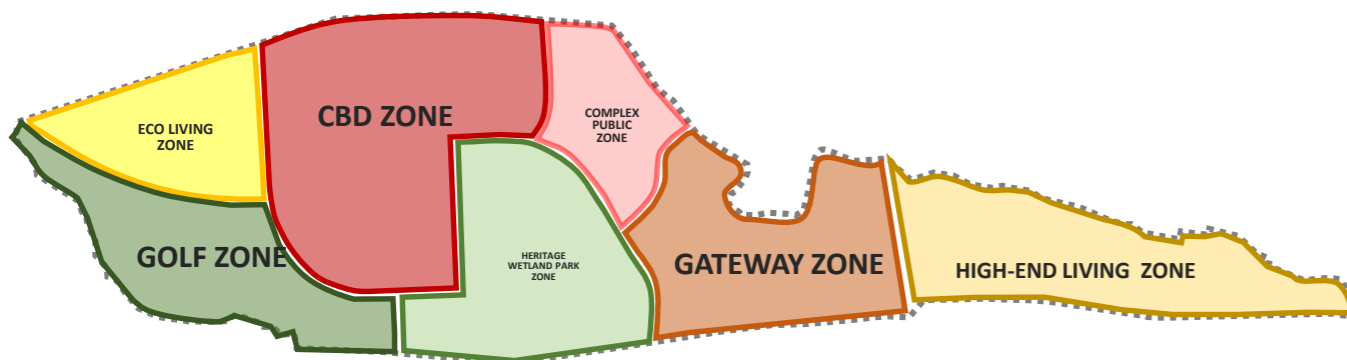 ECO LIVING
ZONE
CBD ZONE
COMPLEX
PUBLIC
ZONE
GOLF ZONE
HERITAGE
WETLAND PARK
ZONE
GATEWAY ZONE
HIGH-END LIVING  ZONE